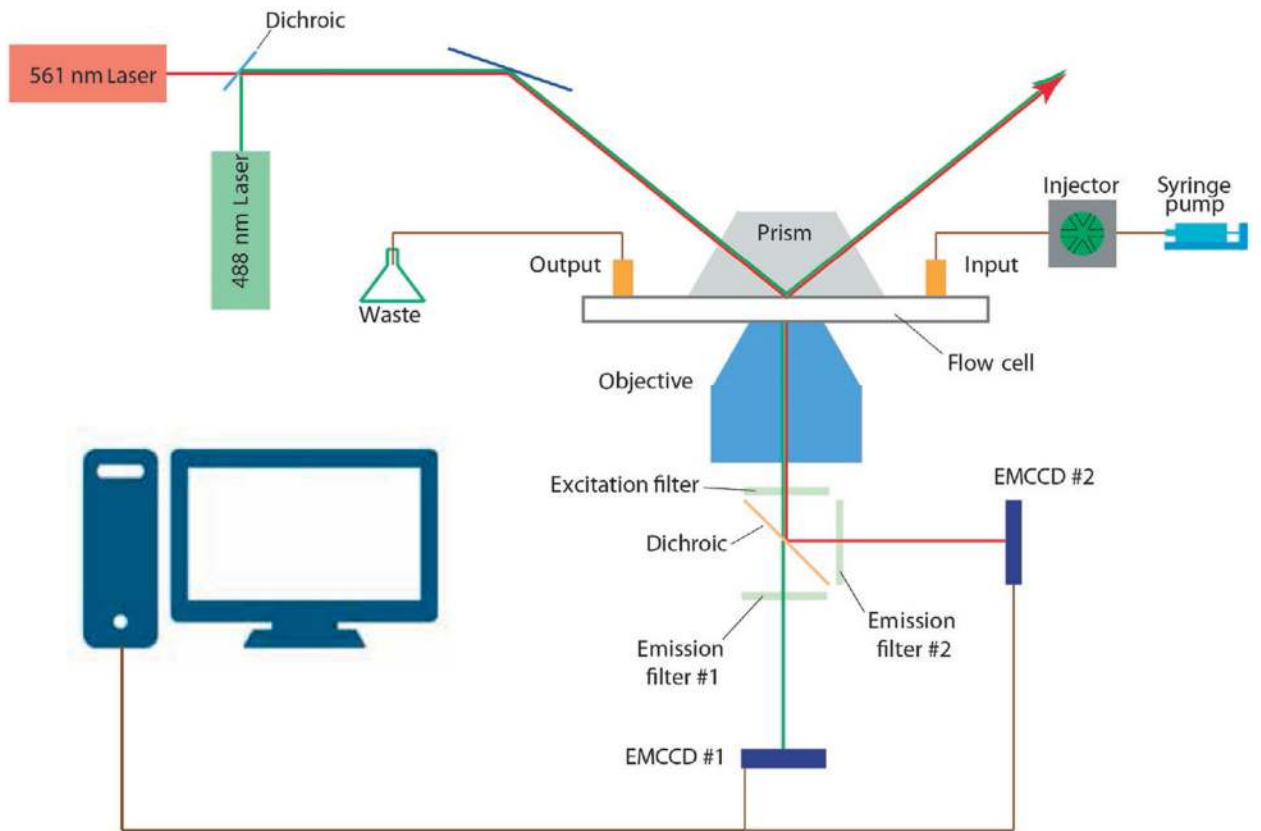 Dichroic
561 nm Laser
488 nm Laser
Injector
Syringe
pump
Prism
Output
Input
Waste
Flow cell
Objective
Excitation filter
EMCCD #2
Dichroic
Emission
filter #2
Emission
filter #1
EMCCD #1